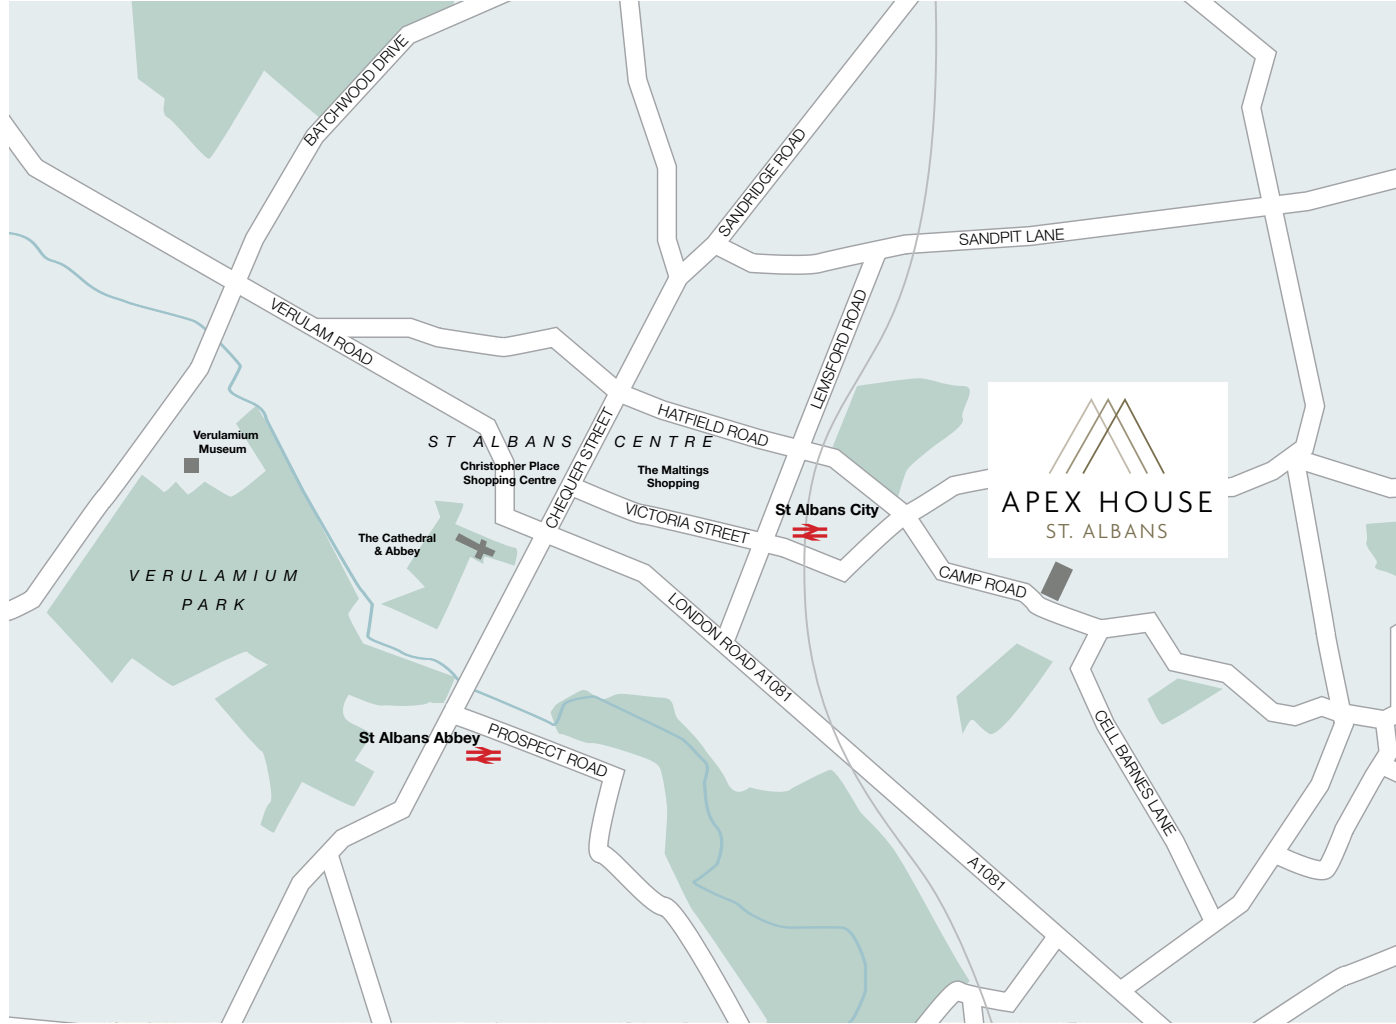 BATCHWOOD DRIVE
SANDRIDGE ROAD
SANDPIT LANE
VERULAM ROAD
LEMSFORD ROAD
HATFIELD ROAD
ST ALBANS CENTRE
CHEQUER STREET
Verulamium
Museum
Christopher Place
Shopping Centre
The Maltings
Shopping
APEX HOUSE
ST. ALBANS
VICTORIA STREET
St Albans City
The Cathedral
& Abbey
VERULAMIUM
PARK
CAMP ROAD
LONDON ROAD A1081
St Albans Abbey
PROSPECT ROAD
CELL BARNES LANE
A1081